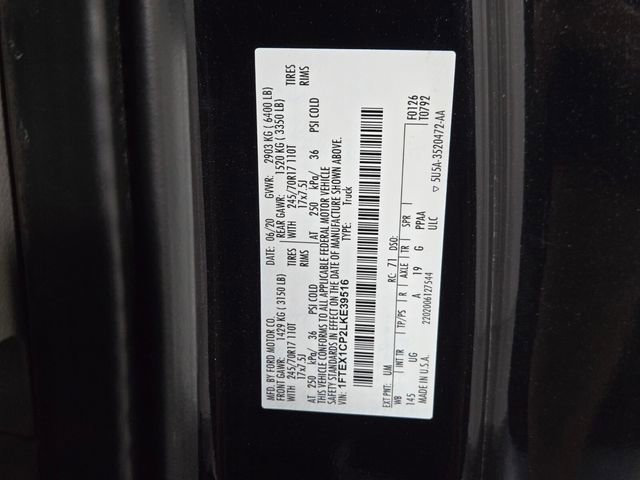 MFD. BY FORD MOTOR CO.
DATE: 06/20 GVWR: 2903 KG ( 6400 LB)
FRONT GAWR: 1429 KG ( 3150 LB) REAR GAWR: 1520 KG ( 3350 LB)
WITH 245/70R17 110T TIRES WITH 245/70R17 110T TIRES
17x7.5J RIMS 17x7.5J RIMS
AT 250 kPa/ 36 PSI COLD AT 250 kPa/ 36 PSI COLD
THIS VEHICLE CONFORMS TO ALL APPLICABLE FEDERAL MOTOR VEHICLE
SAFETY STANDARDS IN EFFECT ON THE DATE OF MANUFACTURE SHOWN ABOVE.
VIN: 1FTEX1CP2LKE39516 TYPE: Truck
F0126
T0792
EXT PNT: UM RC: 71 DSO:
WB INT TR TP/PS R AXLE TR SPR
145 UG A 19 G PPAA
MADE IN U.S.A. 2202006127544 ULC
▽ 5U5A-3520472-AA